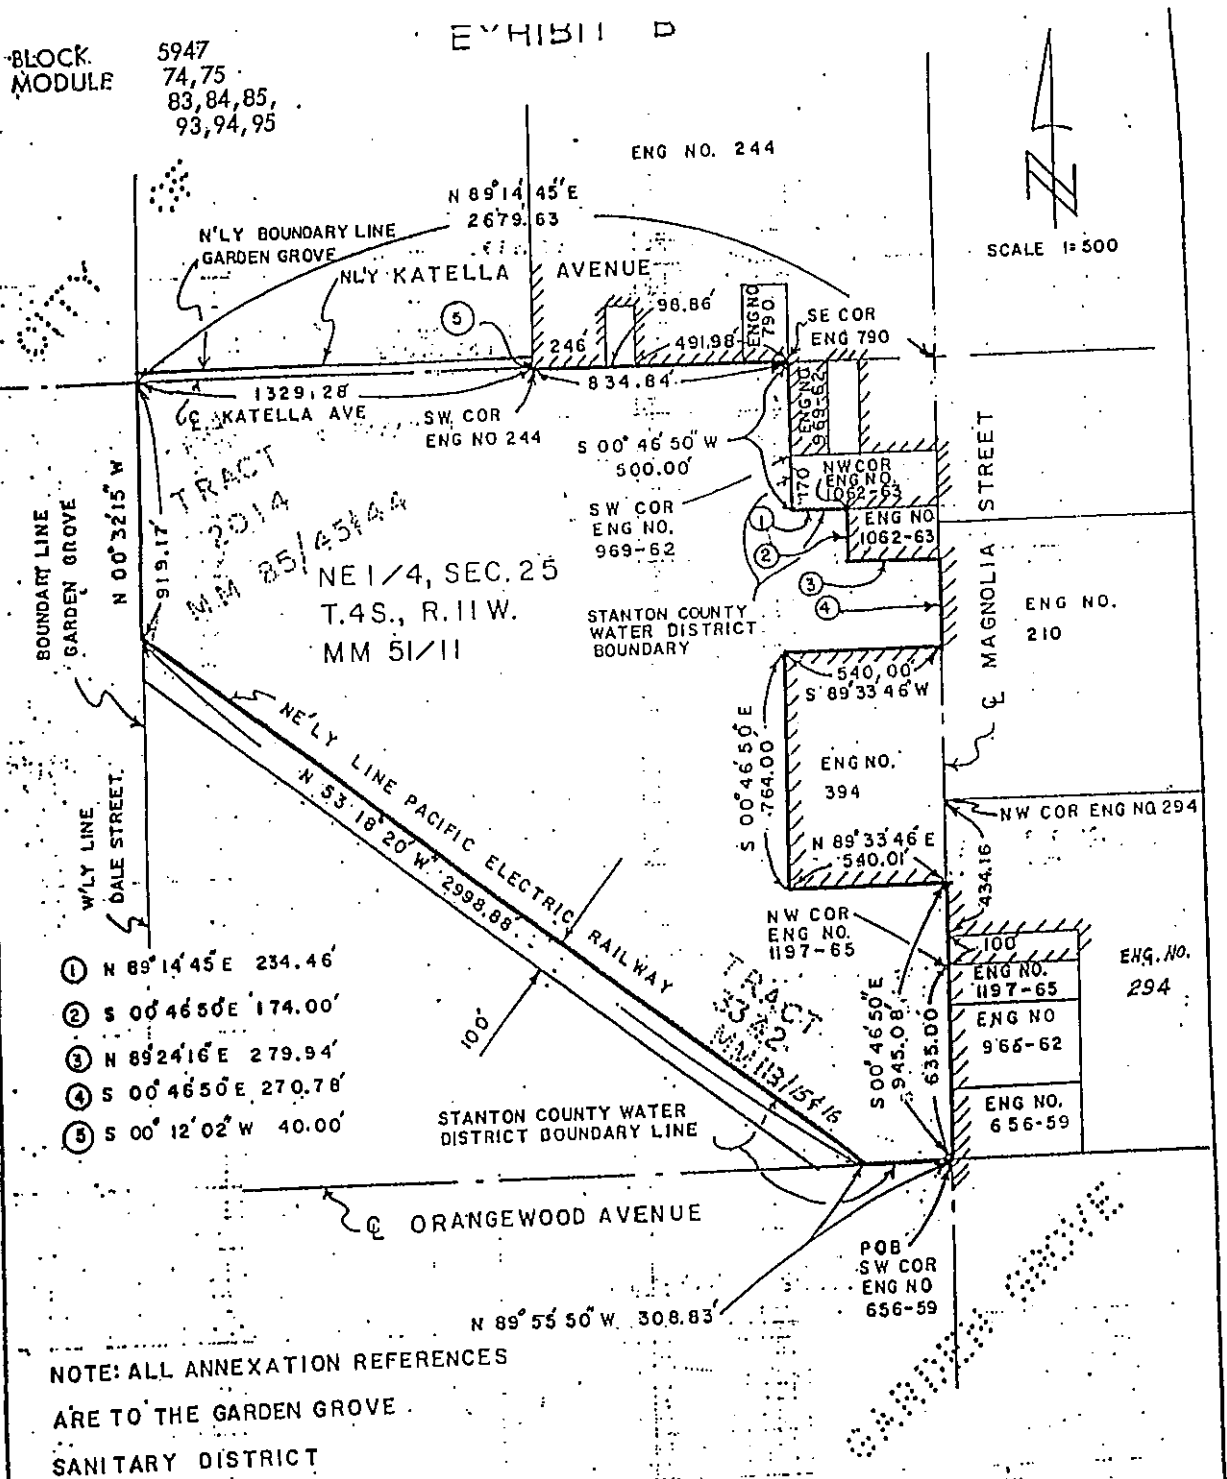 EXHIBIT B
BLOCK 5947
MODULE 74,75
83,84,85,
93,94,95
ENG NO. 244
N 89°14'45"E
2679.63
N'LY BOUNDARY LINE
GARDEN GROVE
NL'Y KATELLA AVENUE
SCALE 1=500
CITY
5
246'
98.86'
491.98'
ENG NO
790.
SE COR
ENG 790
1329.28'
834.84'
℄ KATELLA AVE
SW COR
ENG NO 244
S 00° 46' 50" W
500.00'
ENG NO
969-62
170
NW COR
ENG NO.
1062-63
SW COR
ENG NO.
969-62
1
2
ENG NO
1062-63
3
4
BOUNDARY LINE
GARDEN GROVE
N 00°32'15" W
919.17'
TRACT
2014
M.M 85/45&44
NE 1/4, SEC. 25
T.4S., R.11W.
MM 51/11
STANTON COUNTY
WATER DISTRICT
BOUNDARY
℄ MAGNOLIA STREET
ENG NO.
210
540.00'
S 89°33'46"W
S 00°46'50"E
764.00'
ENG NO.
394
N 89°33'46"E
540.01'
NW COR ENG NO. 294
434.16
W'LY LINE
DALE STREET.
NE'LY LINE PACIFIC ELECTRIC RAILWAY
N 53°18'20"W 2998.88'
100'
NW COR
ENG NO.
1197-65
100
ENG NO.
1197-65
ENG. NO.
294
ENG NO
966-62
ENG NO.
656-59
S 00°46'50"E
945.08'
635.00'
TRACT
3342
MM 113/15&16
1 N 89°14'45"E 234.46'
2 S 00°46'50"E 174.00'
3 N 89°24'16"E 279.94'
4 S 00°46'50"E 270.78'
5 S 00°12'02"W 40.00'
STANTON COUNTY WATER
DISTRICT BOUNDARY LINE
℄ ORANGEWOOD AVENUE
POB
SW COR
ENG NO
656-59
N 89°55'50"W 308.83'
GARDEN GROVE
NOTE: ALL ANNEXATION REFERENCES
ARE TO THE GARDEN GROVE
SANITARY DISTRICT